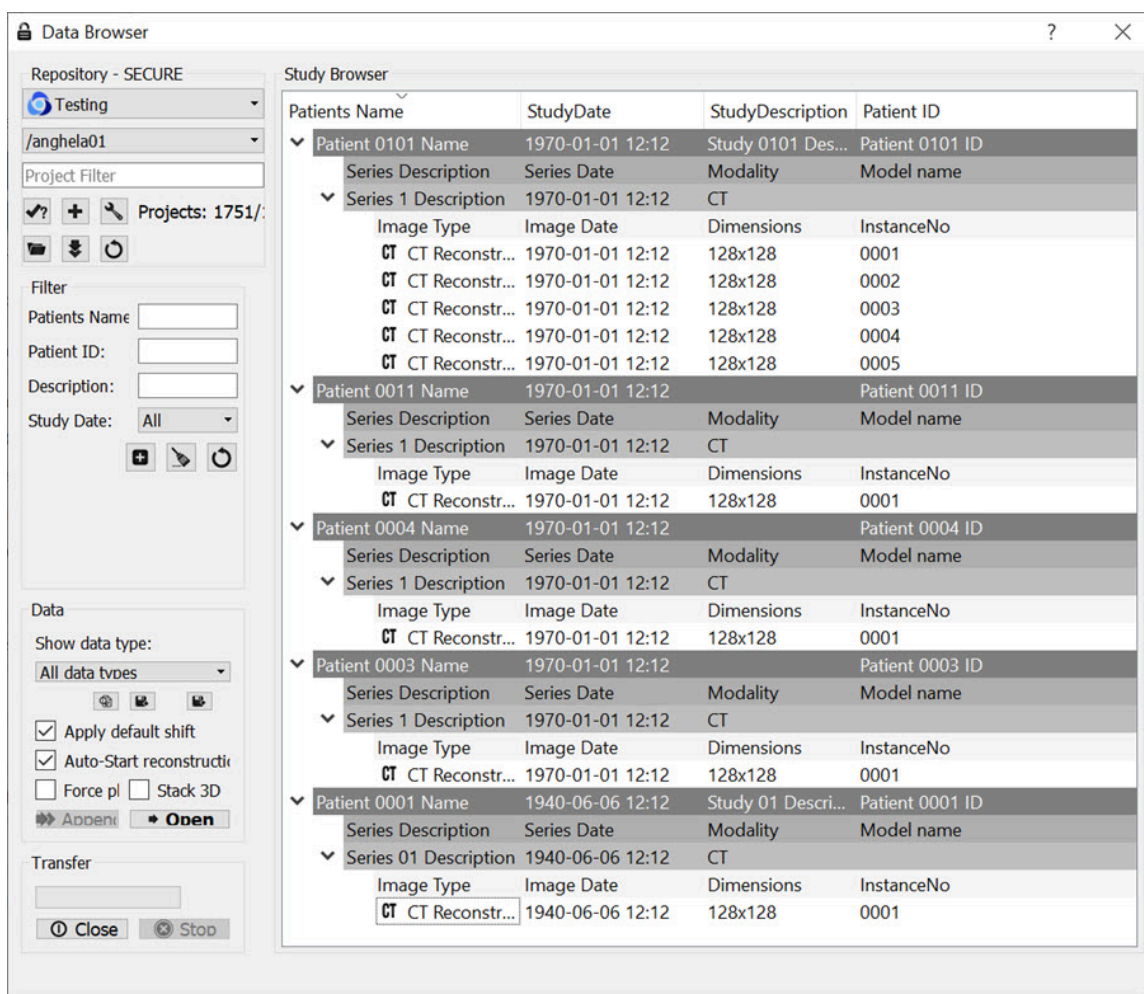 Data Browser ?
Repository - SECURE
Testing
/anghela01
Project Filter
Projects: 1751/
Filter
Patients Name
Patient ID:
Description:
Study Date: All
Data
Show data type:
All data types
Apply default shift
Auto-Start reconstructi
Force pl Stack 3D
Append Open
Transfer
Close Stop
Study Browser
Patients Name StudyDate StudyDescription Patient ID
Patient 0101 Name 1970-01-01 12:12 Study 0101 Des... Patient 0101 ID
Series Description Series Date Modality Model name
Series 1 Description 1970-01-01 12:12 CT
Image Type Image Date Dimensions InstanceNo
CT CT Reconstr... 1970-01-01 12:12 128x128 0001
CT CT Reconstr... 1970-01-01 12:12 128x128 0002
CT CT Reconstr... 1970-01-01 12:12 128x128 0003
CT CT Reconstr... 1970-01-01 12:12 128x128 0004
CT CT Reconstr... 1970-01-01 12:12 128x128 0005
Patient 0011 Name 1970-01-01 12:12 Patient 0011 ID
Series Description Series Date Modality Model name
Series 1 Description 1970-01-01 12:12 CT
Image Type Image Date Dimensions InstanceNo
CT CT Reconstr... 1970-01-01 12:12 128x128 0001
Patient 0004 Name 1970-01-01 12:12 Patient 0004 ID
Series Description Series Date Modality Model name
Series 1 Description 1970-01-01 12:12 CT
Image Type Image Date Dimensions InstanceNo
CT CT Reconstr... 1970-01-01 12:12 128x128 0001
Patient 0003 Name 1970-01-01 12:12 Patient 0003 ID
Series Description Series Date Modality Model name
Series 1 Description 1970-01-01 12:12 CT
Image Type Image Date Dimensions InstanceNo
CT CT Reconstr... 1970-01-01 12:12 128x128 0001
Patient 0001 Name 1940-06-06 12:12 Study 01 Descri... Patient 0001 ID
Series Description Series Date Modality Model name
Series 01 Description 1940-06-06 12:12 CT
Image Type Image Date Dimensions InstanceNo
CT CT Reconstr... 1940-06-06 12:12 128x128 0001